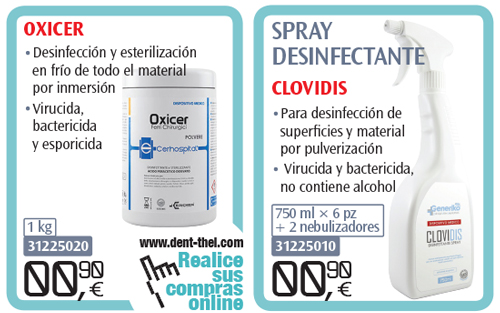 OXICER
• Desinfección y esterilización
en frío de todo el material
por inmersión
• Virucida,
bactericida
y esporicida
DISPOSITIVO MEDICO
Oxicer
Ferri Chirurgici
POLVERE
Cerhospital
1 kg
31225020
00,90 €
www.dent-thel.com
Realice
sus
compras
online
SPRAY
DESINFECTANTE
CLOVIDIS
• Para desinfección de
superficies y material
por pulverización
• Virucida y bactericida,
no contiene alcohol
750 ml × 6 pz
+ 2 nebulizadores
31225010
00,90 €
Generiko
CLOVIDIS